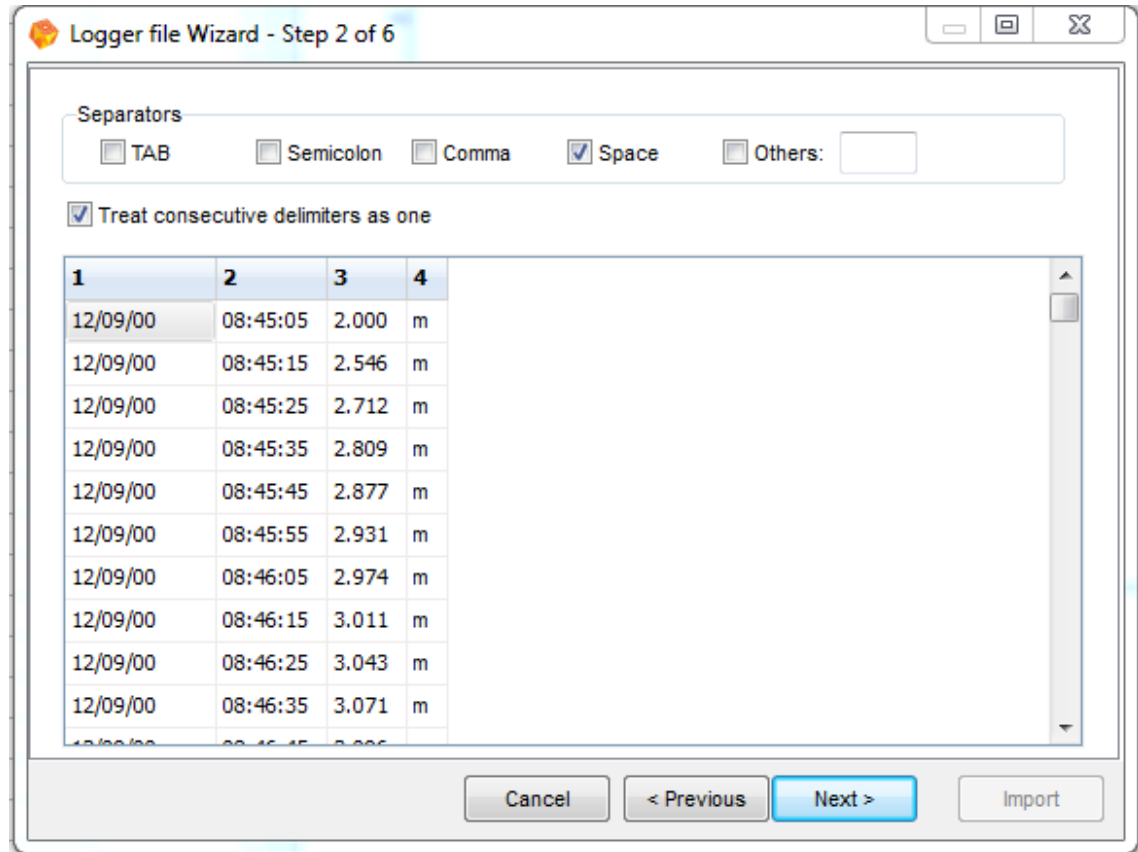 Logger file Wizard - Step 2 of 6
Separators
TAB Semicolon Comma Space Others:
Treat consecutive delimiters as one
1 2 3 4
12/09/00 08:45:05 2.000 m
12/09/00 08:45:15 2.546 m
12/09/00 08:45:25 2.712 m
12/09/00 08:45:35 2.809 m
12/09/00 08:45:45 2.877 m
12/09/00 08:45:55 2.931 m
12/09/00 08:46:05 2.974 m
12/09/00 08:46:15 3.011 m
12/09/00 08:46:25 3.043 m
12/09/00 08:46:35 3.071 m
Cancel < Previous Next > Import